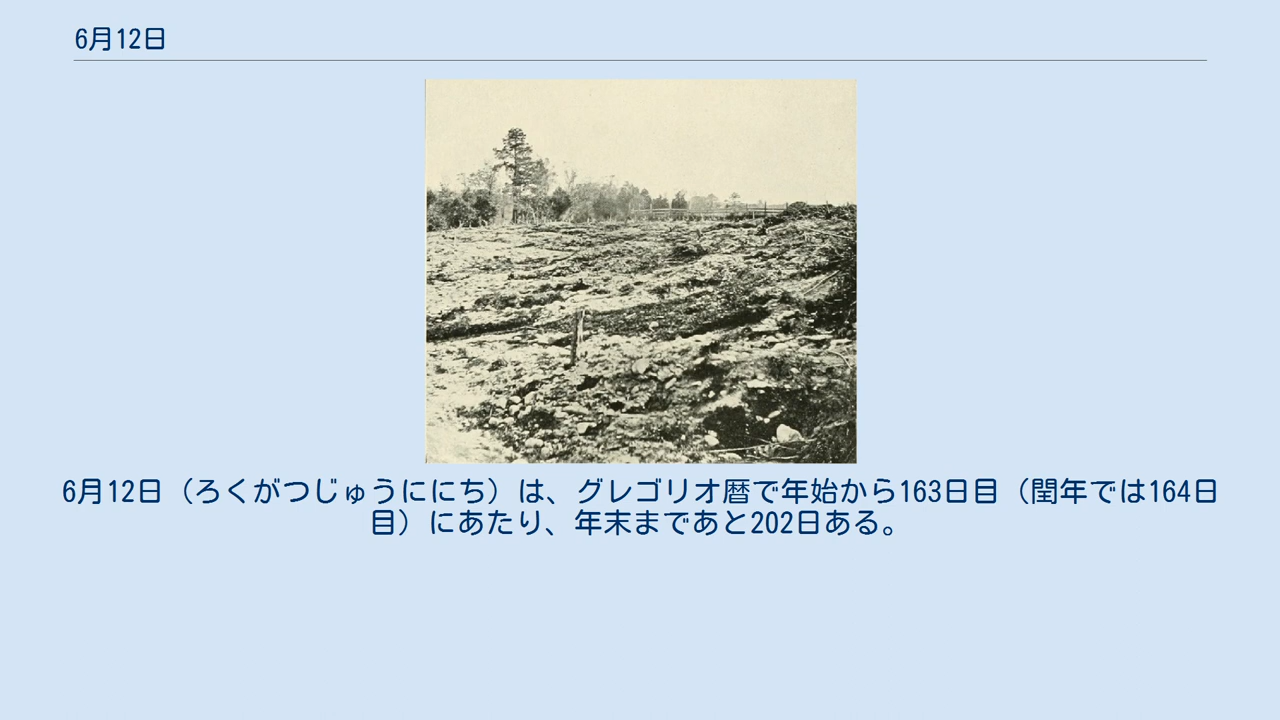 6月12日
6月12日（ろくがつじゅうににち）は、グレゴリオ暦で年始から163日目（閏年では164日
目）にあたり、年末まであと202日ある。